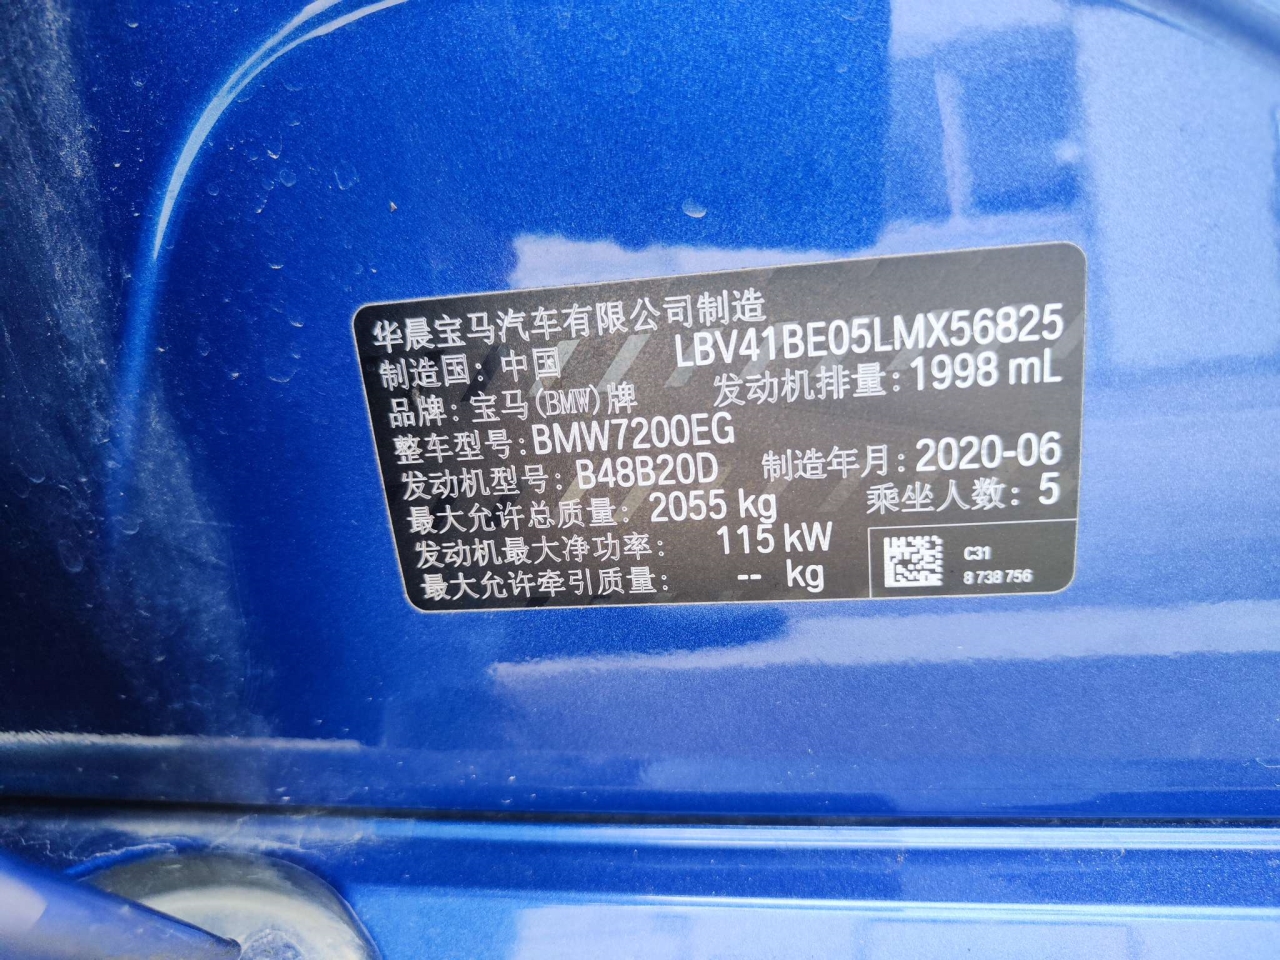 华晨宝马汽车有限公司制造
制造国：中国 LBV41BE05LMX56825
品牌：宝马(BMW)牌 发动机排量：1998 mL
整车型号：BMW7200EG
发动机型号：B48B20D 制造年月：2020-06
最大允许总质量：2055 kg 乘坐人数：5
发动机最大净功率：115 kW
最大允许牵引质量：-- kg
C31
8 738 756